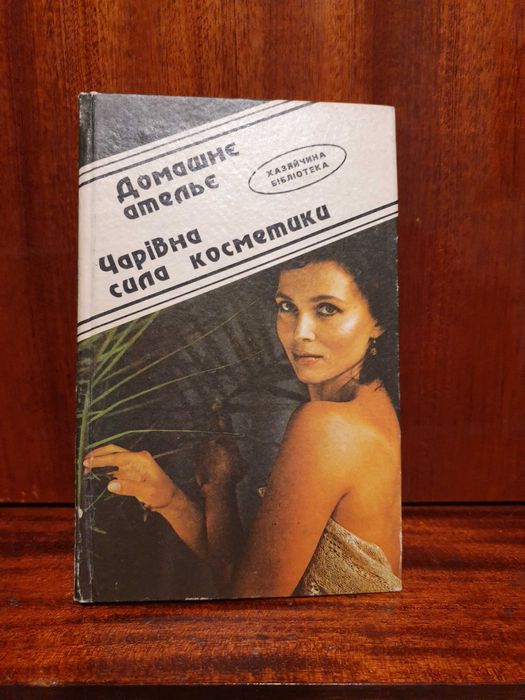 Домашнє
ательє
ХАЗЯЙЧИНА
БІБЛІОТЕКА
Чарівна
сила косметики